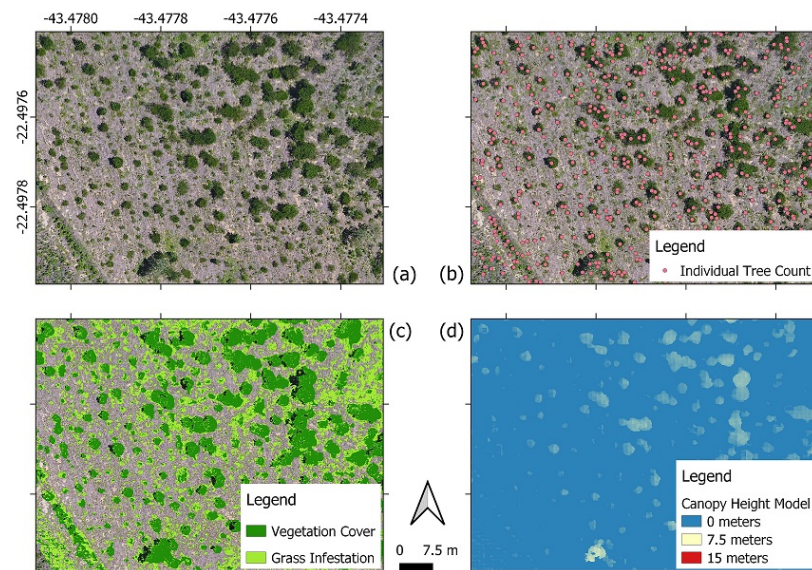 -43.4780 -43.4778 -43.4776 -43.4774
-22.4976
-22.4978
(a)
(b)
Legend
Individual Tree Count
(c)
Legend
Vegetation Cover
Grass Infestation
0 7.5 m
(d)
Legend
Canopy Height Model
0 meters
7.5 meters
15 meters